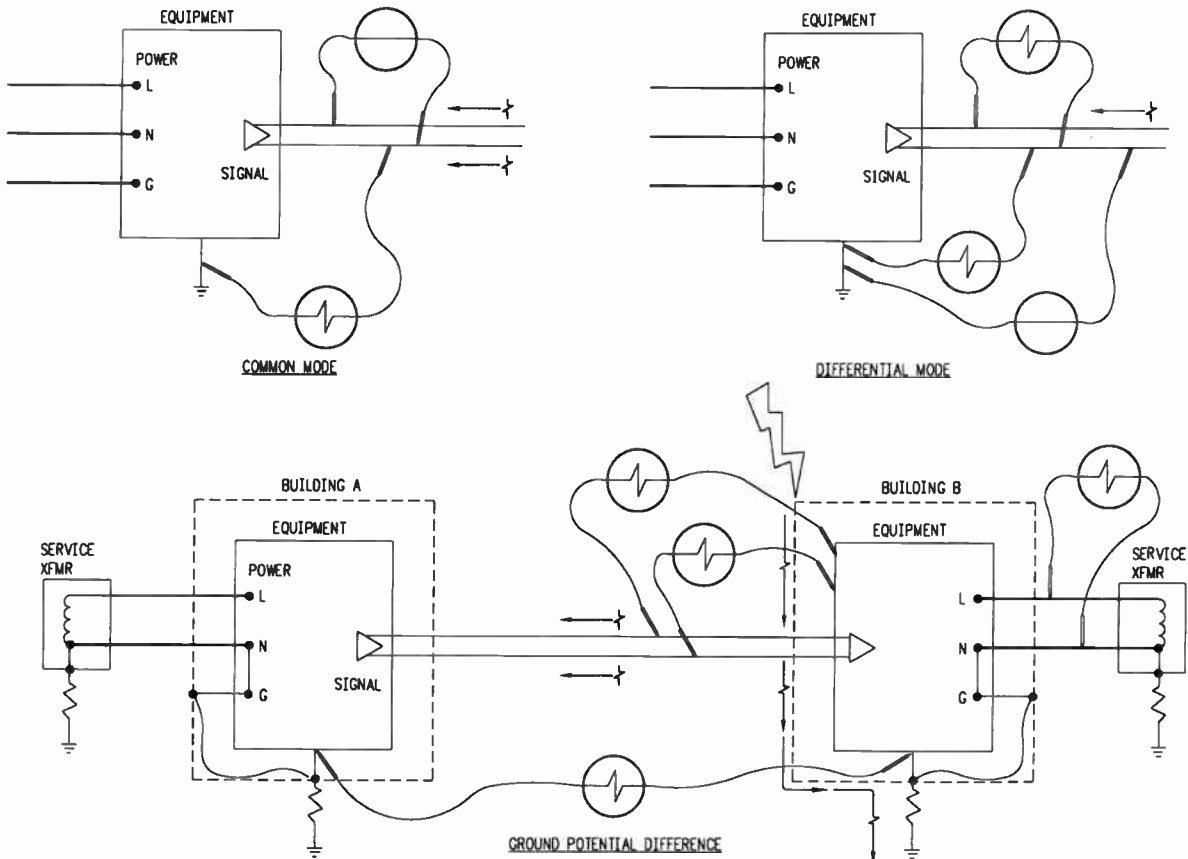 EQUIPMENT
POWER
L
N
G
SIGNAL
COMMON MODE
EQUIPMENT
POWER
L
N
G
SIGNAL
DIFFERENTIAL MODE
BUILDING A
EQUIPMENT
SERVICE
XFMR
POWER
L
N
G
SIGNAL
BUILDING B
EQUIPMENT
L
N
G
SERVICE
XFMR
GROUND POTENTIAL DIFFERENCE